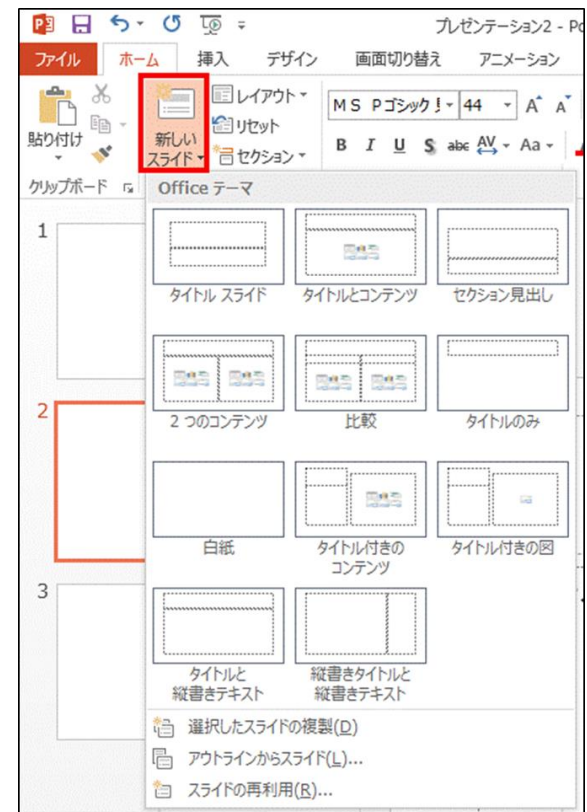 プレゼンテーション2 - Po
ファイル ホーム 挿入 デザイン 画面切り替え アニメーション
貼り付け
新しい
スライド
レイアウト
リセット
セクション
ＭＳ Ｐゴシック 44 A A
B I U S abc AV Aa
クリップボード
Office テーマ
タイトル スライド タイトルとコンテンツ セクション見出し
2 つのコンテンツ 比較 タイトルのみ
白紙 タイトル付きの
コンテンツ タイトル付きの図
タイトルと
縦書きテキスト
縦書きタイトルと
縦書きテキスト
選択したスライドの複製(D)
アウトラインからスライド(L)...
スライドの再利用(R)...
1
2
3